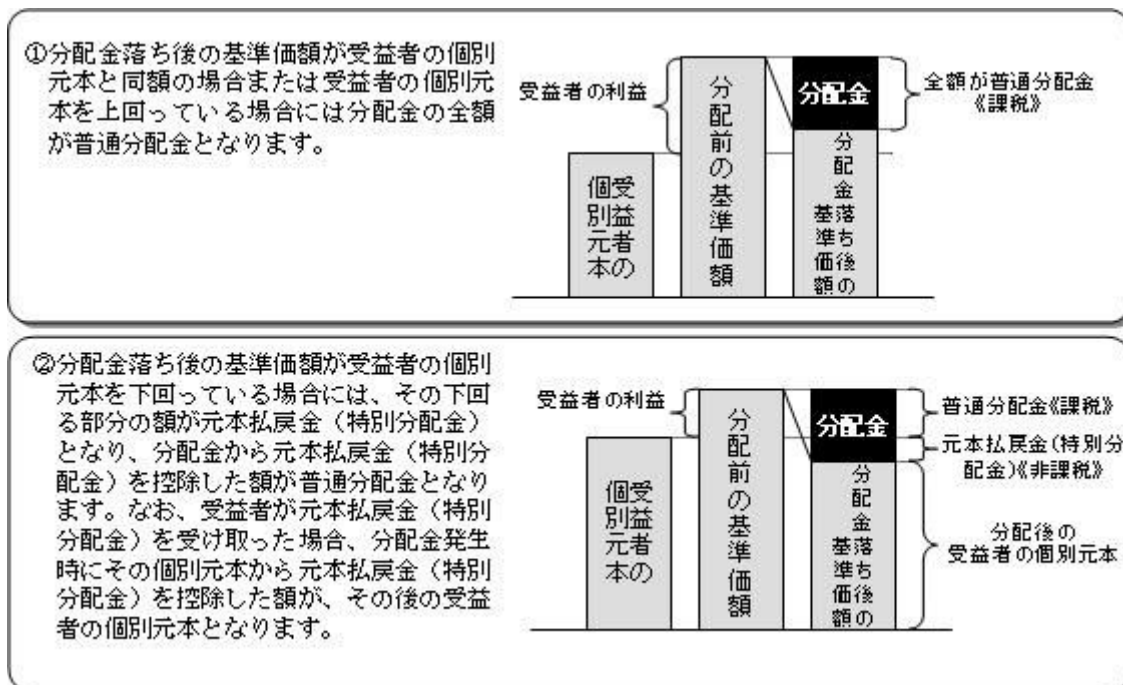 ①分配金落ち後の基準価額が受益者の個別
元本と同額の場合または受益者の個別元
本を上回っている場合には分配金の全額
が普通分配金となります。
受益者の利益
受益者の
個別元本
分配前の基準価額
分配金
分配金落ち後の
基準価額
全額が普通分配金
《課税》
②分配金落ち後の基準価額が受益者の個別
元本を下回っている場合には、その下回
る部分の額が元本払戻金（特別分配金）
となり、分配金から元本払戻金（特別分
配金）を控除した額が普通分配金となり
ます。なお、受益者が元本払戻金（特別
分配金）を受け取った場合、分配金発生
時にその個別元本から元本払戻金（特別
分配金）を控除した額が、その後の受益
者の個別元本となります。
受益者の利益
受益者の
個別元本
分配前の基準価額
分配金
分配金落ち後の
基準価額
普通分配金《課税》
元本払戻金(特別分
配金)《非課税》
分配後の
受益者の個別元本